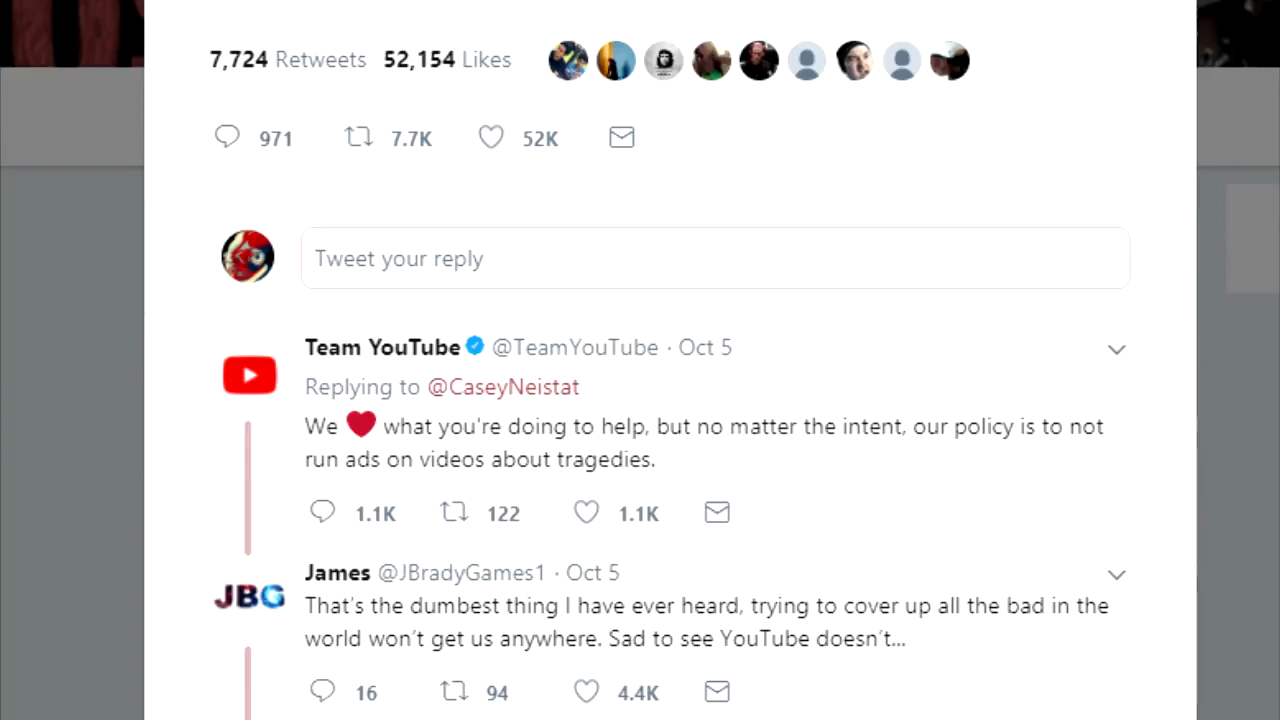 7,724 Retweets 52,154 Likes
971 7.7K 52K
Tweet your reply
Team YouTube @TeamYouTube · Oct 5
Replying to @CaseyNeistat
We ❤ what you're doing to help, but no matter the intent, our policy is to not
run ads on videos about tragedies.
1.1K 122 1.1K
James @JBradyGames1 · Oct 5
JBG
That's the dumbest thing I have ever heard, trying to cover up all the bad in the
world won't get us anywhere. Sad to see YouTube doesn't...
16 94 4.4K